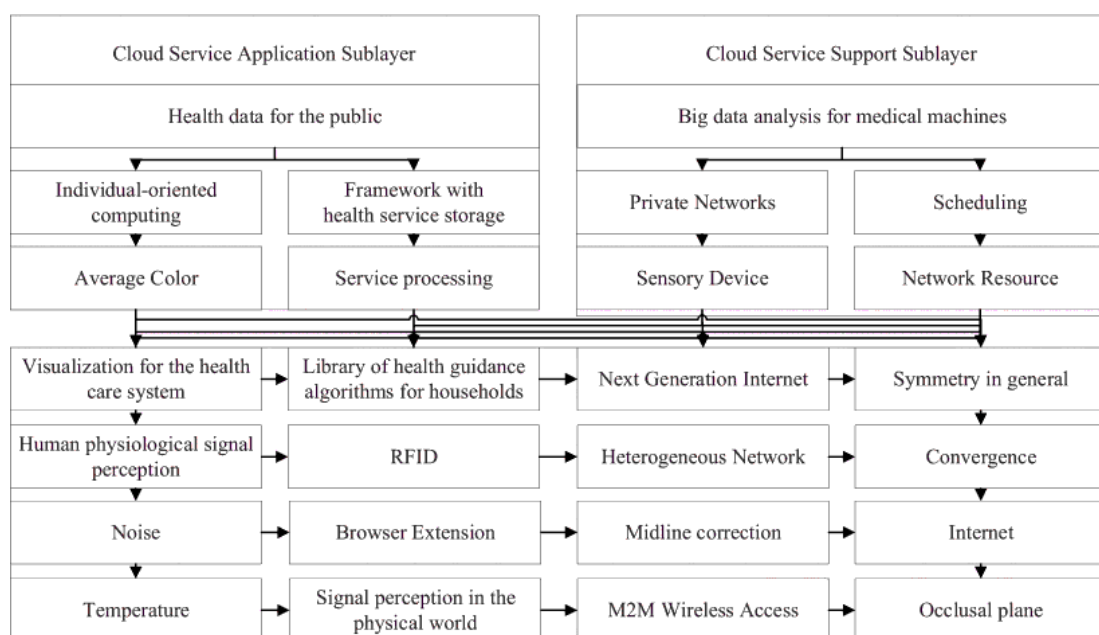 Cloud Service Application Sublayer
Cloud Service Support Sublayer
Health data for the public
Big data analysis for medical machines
Individual-oriented
computing
Framework with
health service storage
Private Networks
Scheduling
Average Color
Service processing
Sensory Device
Network Resource
Visualization for the health
care system
Library of health guidance
algorithms for households
Next Generation Internet
Symmetry in general
Human physiological signal
perception
RFID
Heterogeneous Network
Convergence
Noise
Browser Extension
Midline correction
Internet
Temperature
Signal perception in the
physical world
M2M Wireless Access
Occlusal plane